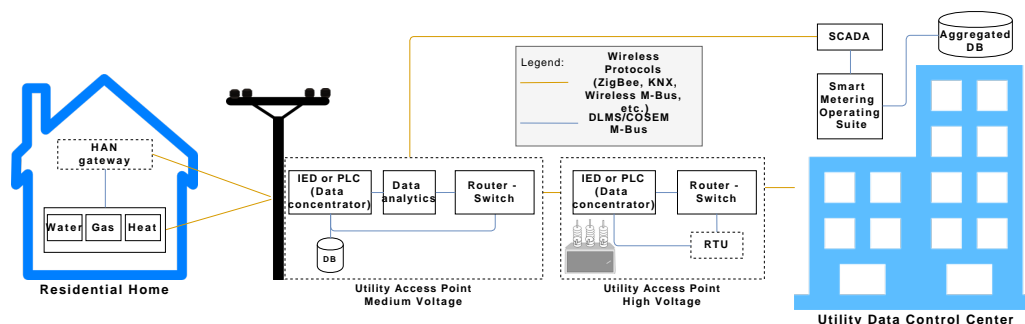 HAN
gateway
Water
Gas
Heat
Residential Home
IED or PLC
(Data
concentrator)
Data
analytics
Router -
Switch
DB
Utility Access Point
Medium Voltage
Legend:
Wireless
Protocols
(ZigBee, KNX,
Wireless M-Bus,
etc.)
DLMS/COSEM
M-Bus
IED or PLC
(Data
concentrator)
Router -
Switch
RTU
Utility Access Point
High Voltage
SCADA
Aggregated
DB
Smart
Metering
Operating
Suite
Utility Data Control Center